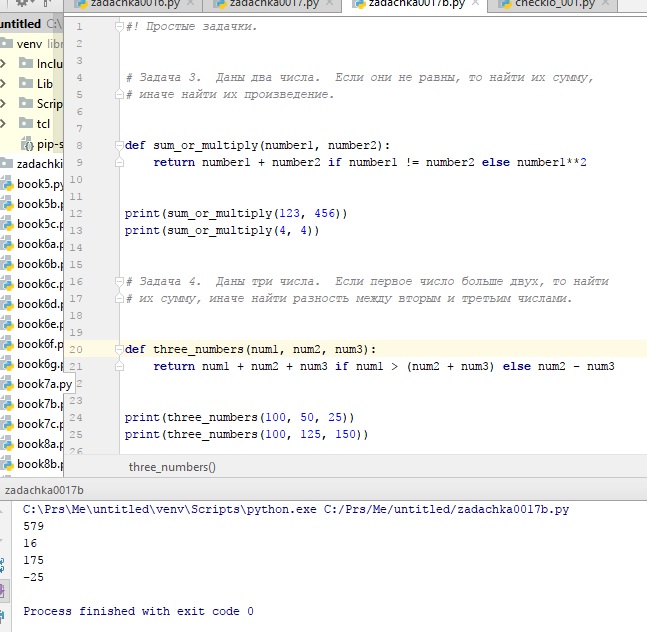 zadachka0016.py zadachka0017.py zadachka0017b.py checkio_001.py
untitled C:\
venv
Inclu
Lib
Scrip
tcl
pip-s
zadachki
book5.py
book5b.p
book5c.p
book6a.p
book6b.p
book6c.p
book6d.p
book6e.p
book6f.p
book6g.p
book7a.py
book7b.p
book7c.p
book8a.p
book8b.p
1 #! Простые задачки.
2
3
4 # Задача 3. Даны два числа. Если они не равны, то найти их сумму,
5 # иначе найти их произведение.
6
7
8 def sum_or_multiply(number1, number2):
9 return number1 + number2 if number1 != number2 else number1**2
10
11
12 print(sum_or_multiply(123, 456))
13 print(sum_or_multiply(4, 4))
14
15
16 # Задача 4. Даны три числа. Если первое число больше двух, то найти
17 # их сумму, иначе найти разность между вторым и третьим числами.
18
19
20 def three_numbers(num1, num2, num3):
21 return num1 + num2 + num3 if num1 > (num2 + num3) else num2 - num3
2
23
24 print(three_numbers(100, 50, 25))
25 print(three_numbers(100, 125, 150))
26
three_numbers()
zadachka0017b
C:\Prs\Me\untitled\venv\Scripts\python.exe C:/Prs/Me/untitled/zadachka0017b.py
579
16
175
-25
Process finished with exit code 0